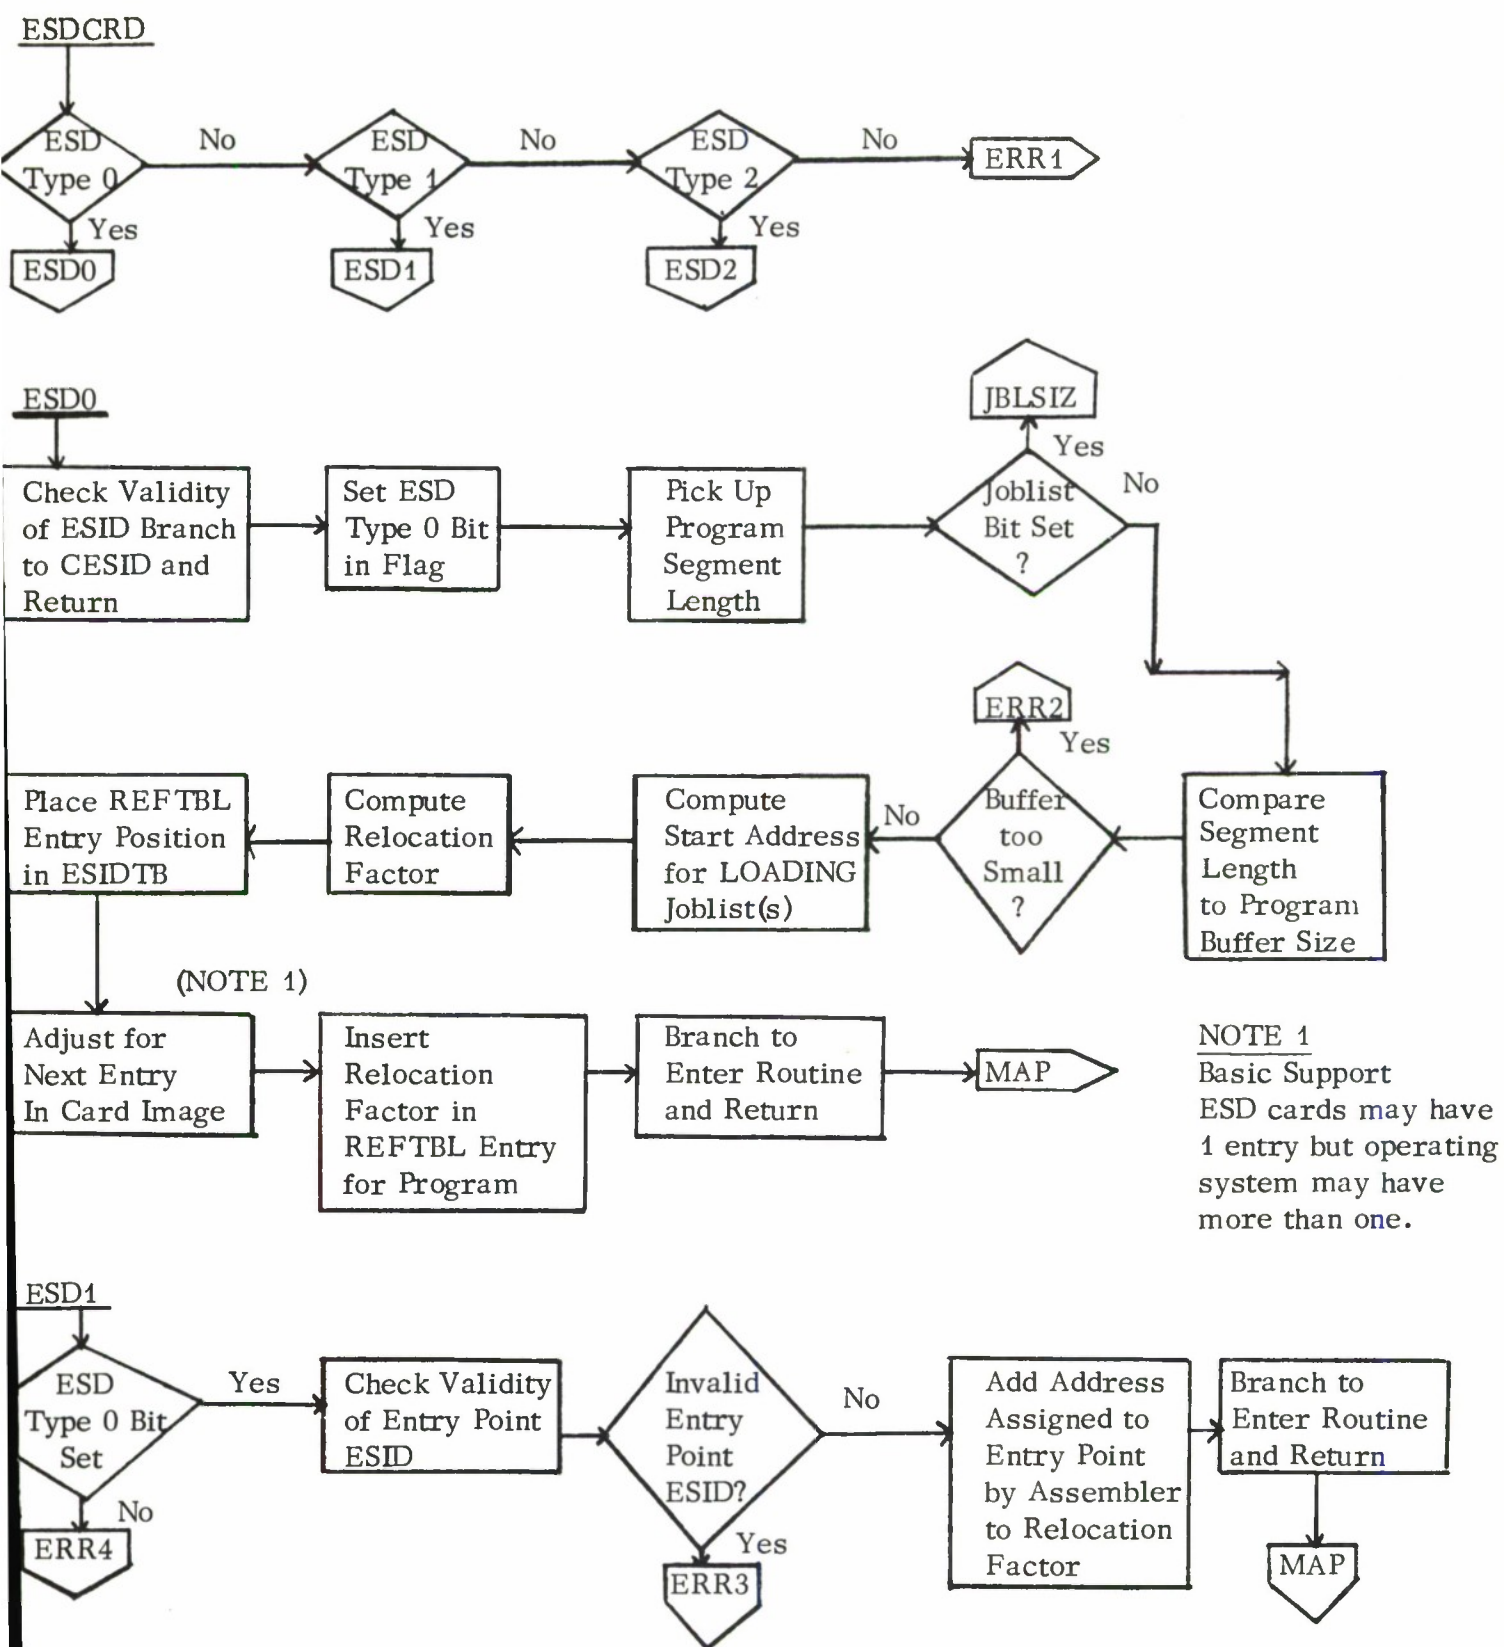 ESDCRD
ESD
Type 0
No
ESD
Type 1
No
ESD
Type 2
No
ERR1
Yes
ESD0
Yes
ESD1
Yes
ESD2
ESD0
Check Validity
of ESID Branch
to CESID and
Return
Set ESD
Type 0 Bit
in Flag
Pick Up
Program
Segment
Length
JBLSIZ
Yes
Joblist
Bit Set
?
No
Place REFTBL
Entry Position
in ESIDTB
Compute
Relocation
Factor
Compute
Start Address
for LOADING
Joblist(s)
No
ERR2
Yes
Buffer
too
Small
?
Compare
Segment
Length
to Program
Buffer Size
(NOTE 1)
Adjust for
Next Entry
In Card Image
Insert
Relocation
Factor in
REFTBL Entry
for Program
Branch to
Enter Routine
and Return
MAP
NOTE 1
Basic Support
ESD cards may have
1 entry but operating
system may have
more than one.
ESD1
ESD
Type 0 Bit
Set
Yes
No
ERR4
Check Validity
of Entry Point
ESID
Invalid
Entry
Point
ESID?
No
Yes
ERR3
Add Address
Assigned to
Entry Point
by Assembler
to Relocation
Factor
Branch to
Enter Routine
and Return
MAP